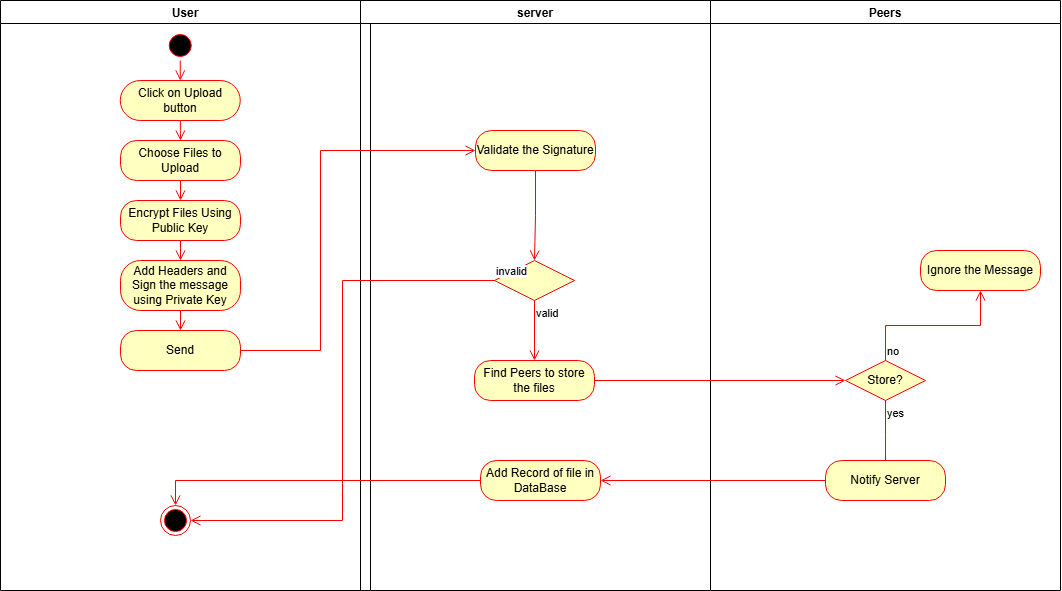 User
server
Peers
Click on Upload
button
Choose Files to
Upload
Encrypt Files Using
Public Key
Add Headers and
Sign the message
using Private Key
Send
Validate the Signature
invalid
valid
Find Peers to store
the files
Add Record of file in
DataBase
Ignore the Message
no
Store?
yes
Notify Server